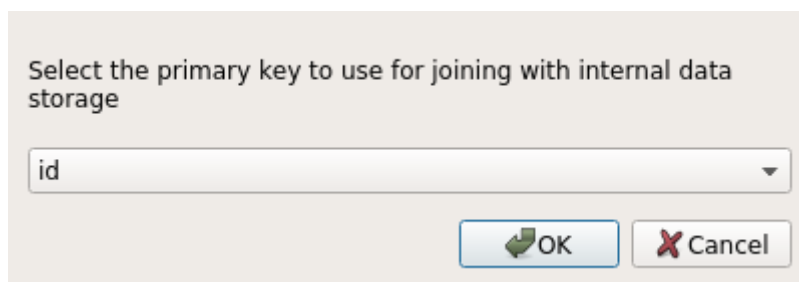 Select the primary key to use for joining with internal data
storage
id
OK
Cancel